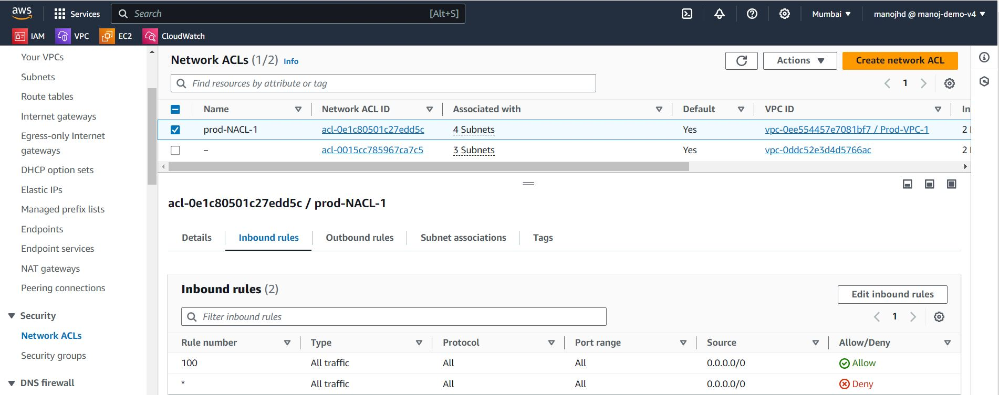 aws
Services
Search
[Alt+S]
Mumbai
manojhd @ manoj-demo-v4
IAM
VPC
EC2
CloudWatch
Your VPCs
Subnets
Route tables
Internet gateways
Egress-only Internet
gateways
DHCP option sets
Elastic IPs
Managed prefix lists
Endpoints
Endpoint services
NAT gateways
Peering connections
Security
Network ACLs
Security groups
DNS firewall
Network ACLs (1/2) Info
Actions
Create network ACL
Find resources by attribute or tag
1
Name Network ACL ID Associated with Default VPC ID In
prod-NACL-1 acl-0e1c80501c27edd5c 4 Subnets Yes vpc-0ee554457e7081bf7 / Prod-VPC-1 2
– acl-0015cc785967ca7c5 3 Subnets Yes vpc-0ddc52e3d4d5766ac 2
acl-0e1c80501c27edd5c / prod-NACL-1
Details Inbound rules Outbound rules Subnet associations Tags
Inbound rules (2)
Edit inbound rules
Filter inbound rules
1
Rule number Type Protocol Port range Source Allow/Deny
100 All traffic All All 0.0.0.0/0 Allow
* All traffic All All 0.0.0.0/0 Deny